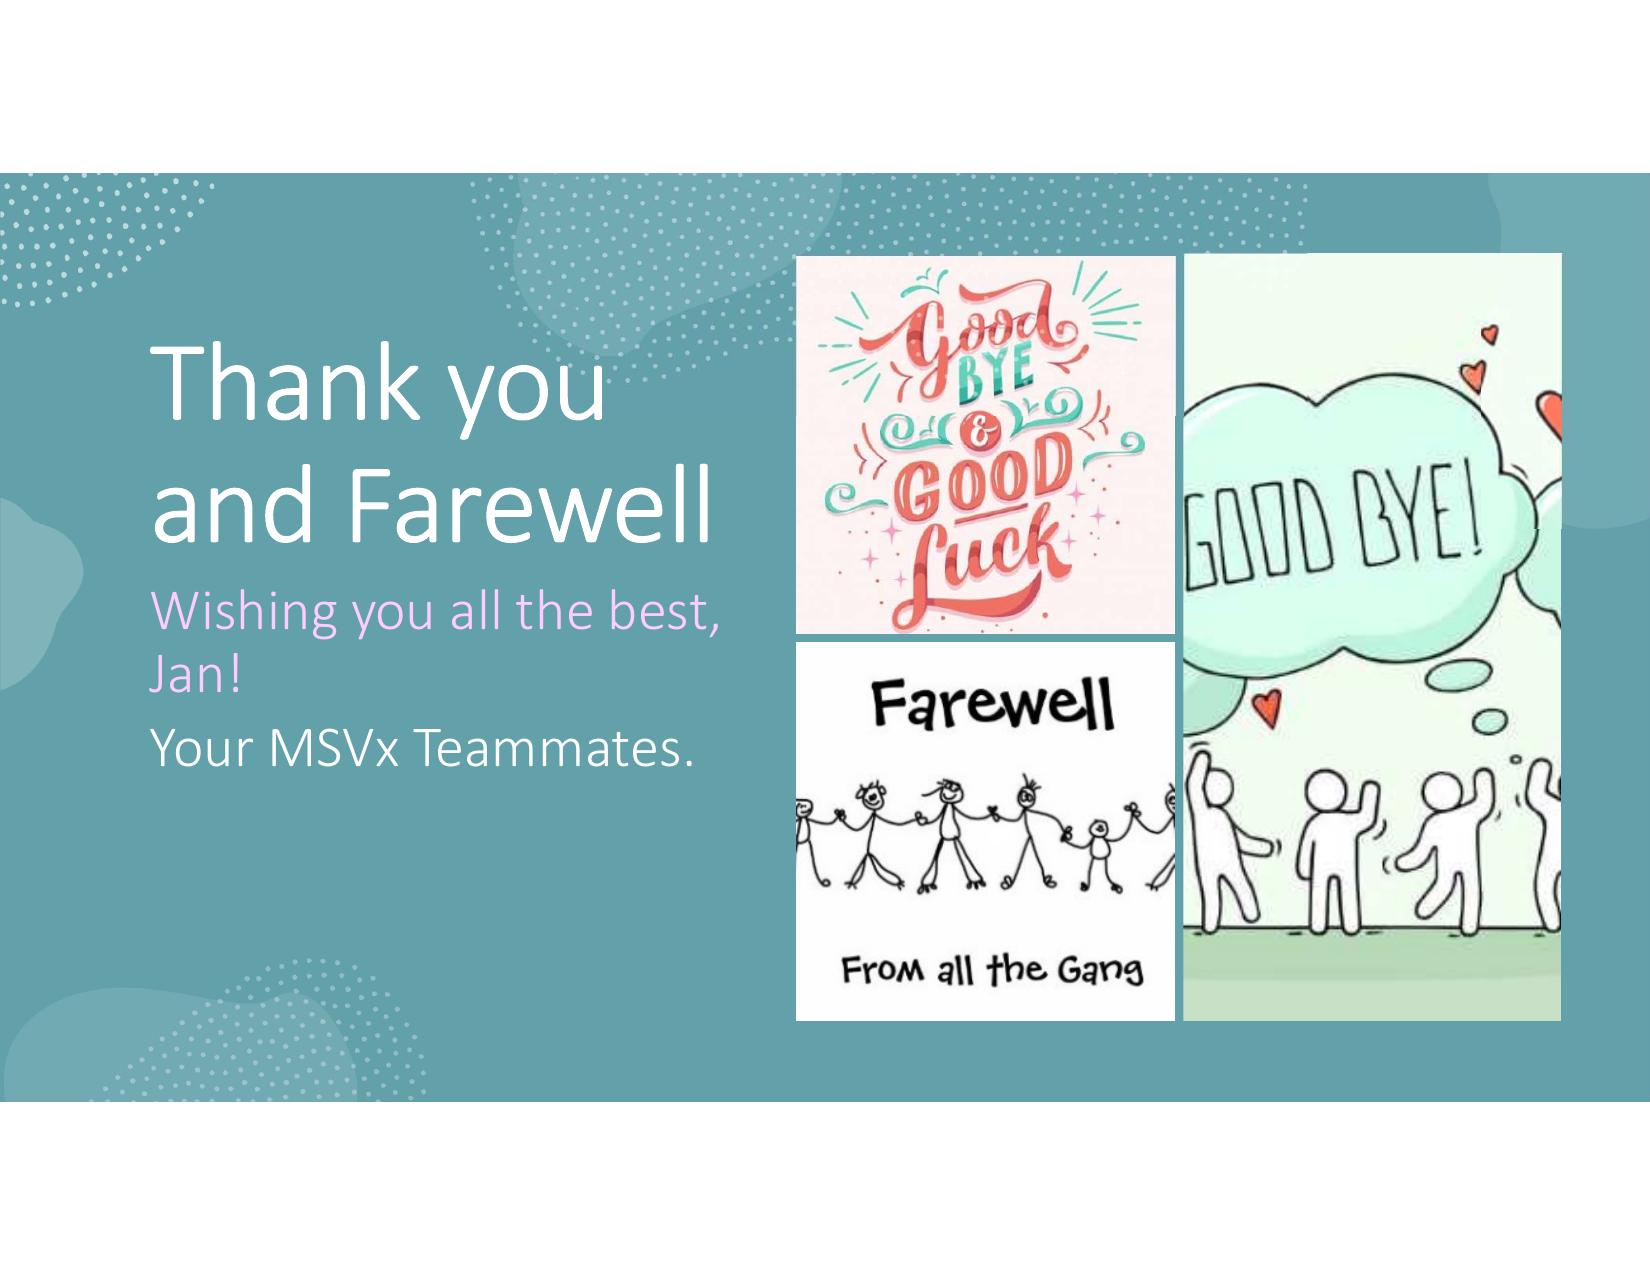 Thank you
and Farewell
Wishing you all the best,
Jan!
Your MSVx Teammates.
Good
BYE
&
GOOD
Luck
Farewell
From all the Gang
GOOD BYE!